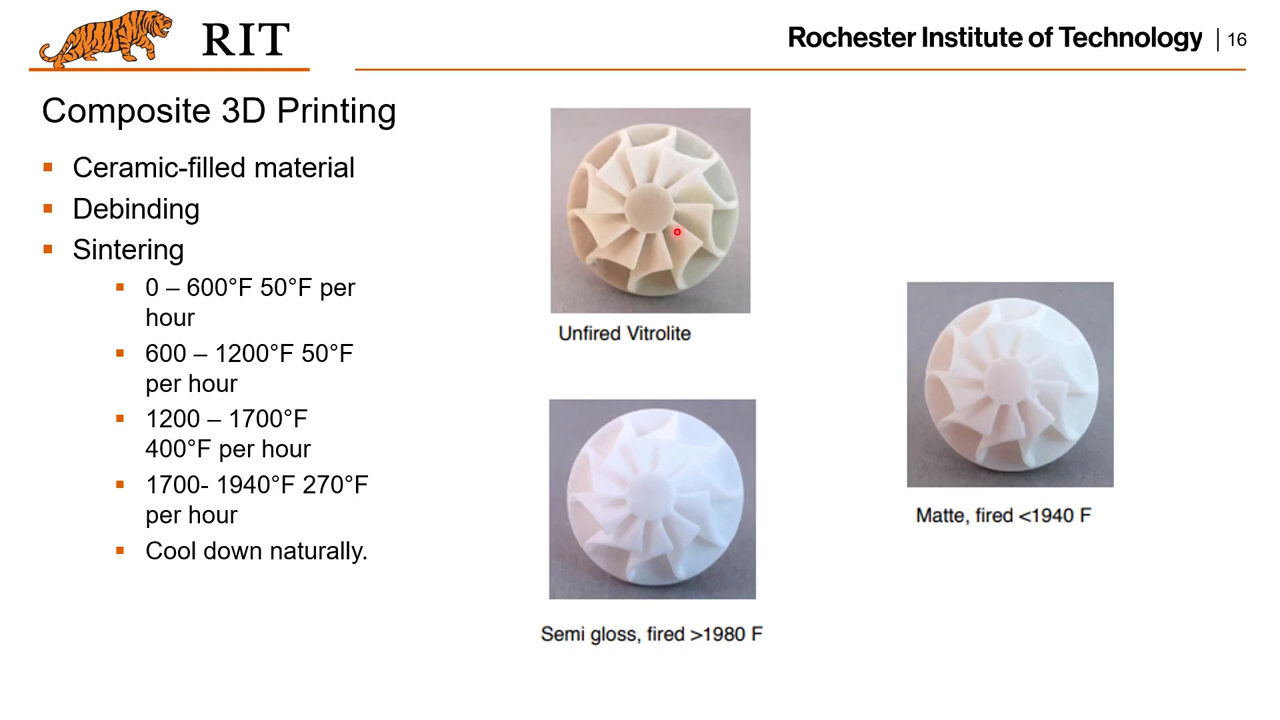 RIT
Rochester Institute of Technology | 16
Composite 3D Printing
Ceramic-filled material
Debinding
Sintering
0 – 600°F 50°F per
hour
600 – 1200°F 50°F
per hour
1200 – 1700°F
400°F per hour
1700- 1940°F 270°F
per hour
Cool down naturally.
Unfired Vitrolite
Semi gloss, fired >1980 F
Matte, fired <1940 F